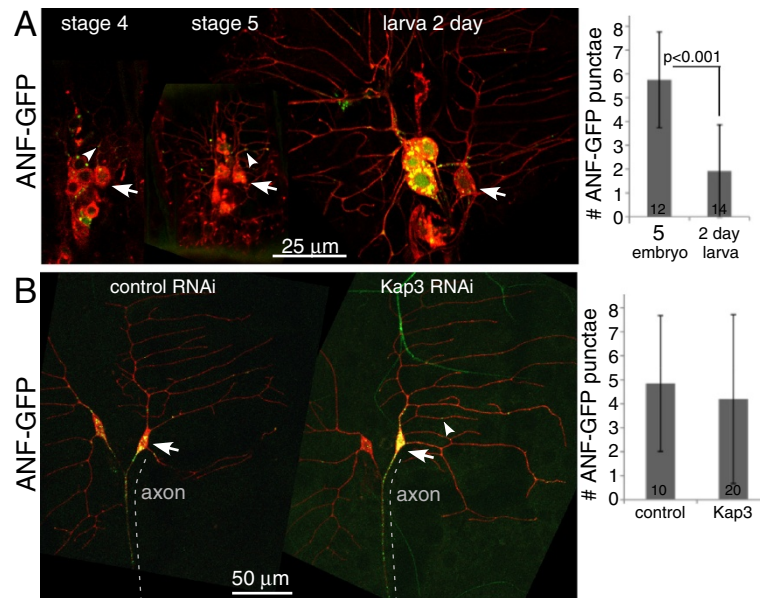 A
stage 4
stage 5
larva 2 day
ANF-GFP
25 µm
# ANF-GFP punctae
8
7
6
5
4
3
2
1
0
p<0.001
12
14
5
embryo
2 day
larva
B
control RNAi
Kap3 RNAi
ANF-GFP
axon
axon
50 µm
# ANF-GFP punctae
8
7
6
5
4
3
2
1
0
10
20
control
Kap3